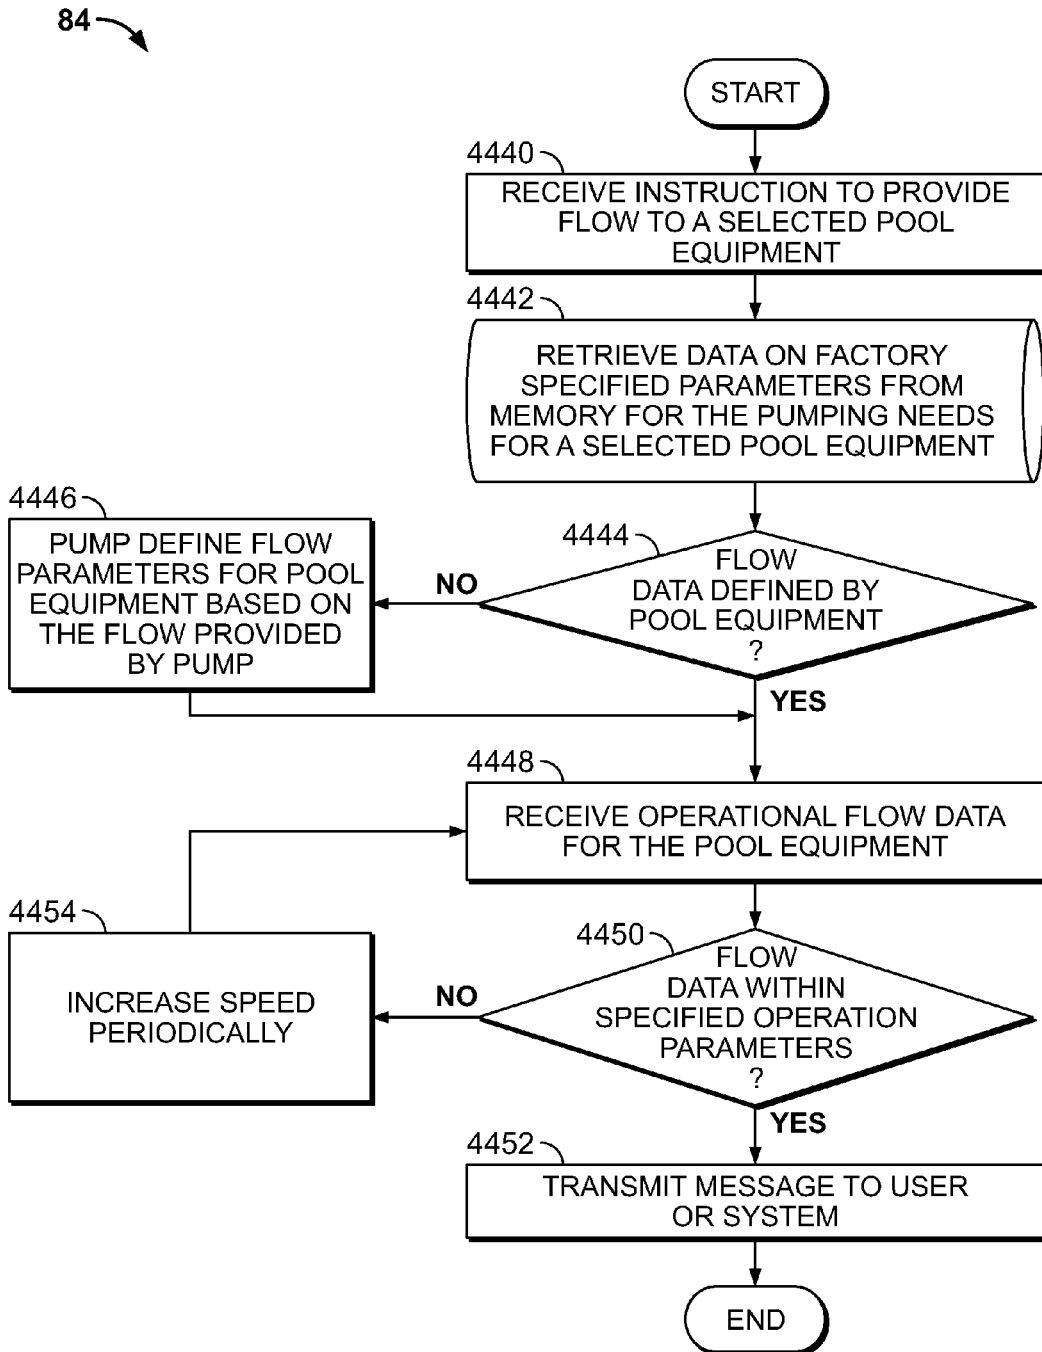 84
START
4440
RECEIVE INSTRUCTION TO PROVIDE
FLOW TO A SELECTED POOL
EQUIPMENT
4442
RETRIEVE DATA ON FACTORY
SPECIFIED PARAMETERS FROM
MEMORY FOR THE PUMPING NEEDS
FOR A SELECTED POOL EQUIPMENT
4444
FLOW
DATA DEFINED BY
POOL EQUIPMENT
?
NO
YES
4446
PUMP DEFINE FLOW
PARAMETERS FOR POOL
EQUIPMENT BASED ON
THE FLOW PROVIDED
BY PUMP
4448
RECEIVE OPERATIONAL FLOW DATA
FOR THE POOL EQUIPMENT
4450
FLOW
DATA WITHIN
SPECIFIED OPERATION
PARAMETERS
?
NO
YES
4454
INCREASE SPEED
PERIODICALLY
4452
TRANSMIT MESSAGE TO USER
OR SYSTEM
END